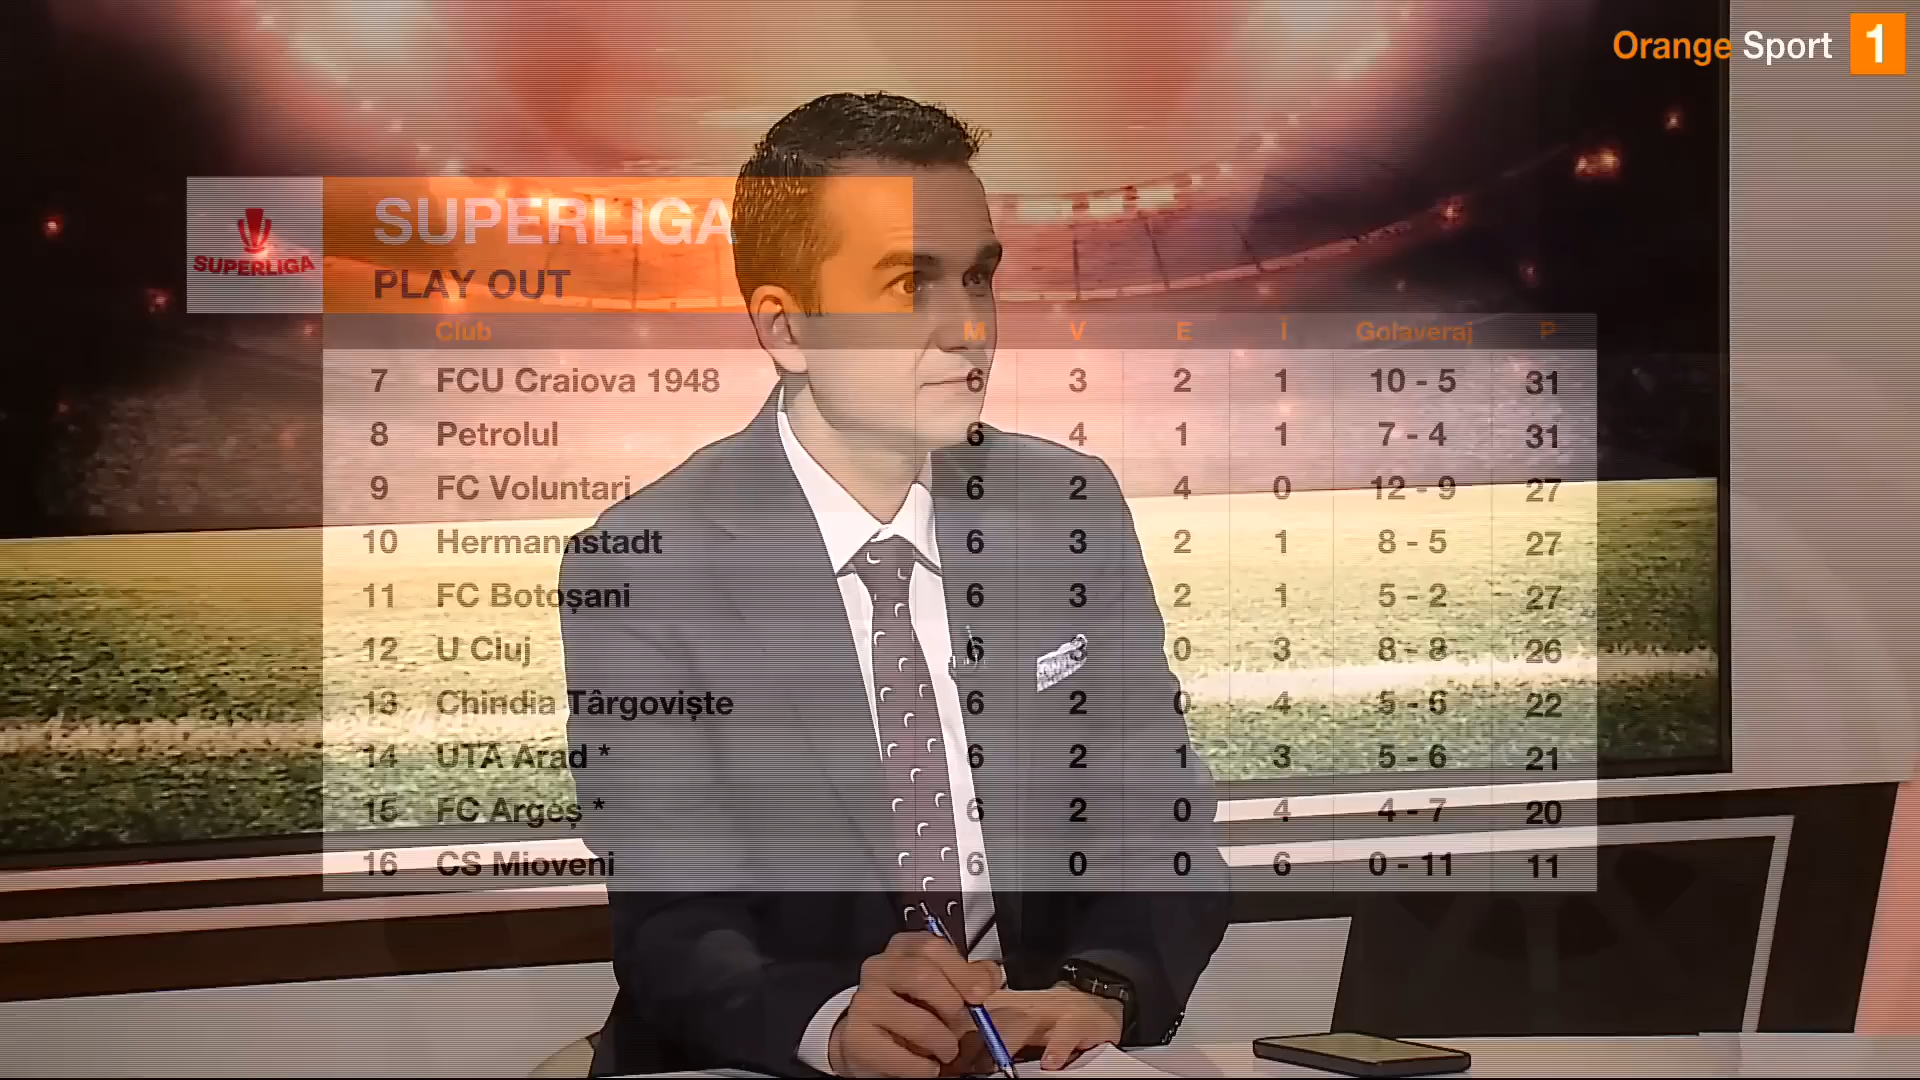 Orange Sport 1
SUPERLIGA
SUPERLIGA
PLAY OUT
Club M V E Î Golaveraj P
7 FCU Craiova 1948 6 3 2 1 10 - 5 31
8 Petrolul 6 4 1 1 7 - 4 31
9 FC Voluntari 6 2 4 0 12 - 9 27
10 Hermannstadt 6 3 2 1 8 - 5 27
11 FC Botoșani 6 3 2 1 5 - 2 27
12 U Cluj 6 3 0 3 8 - 8 26
13 Chindia Târgoviște 6 2 0 4 5 - 6 22
14 UTA Arad * 6 2 1 3 5 - 6 21
15 FC Argeș * 6 2 0 4 4 - 7 20
16 CS Mioveni 6 0 0 6 0 - 11 11